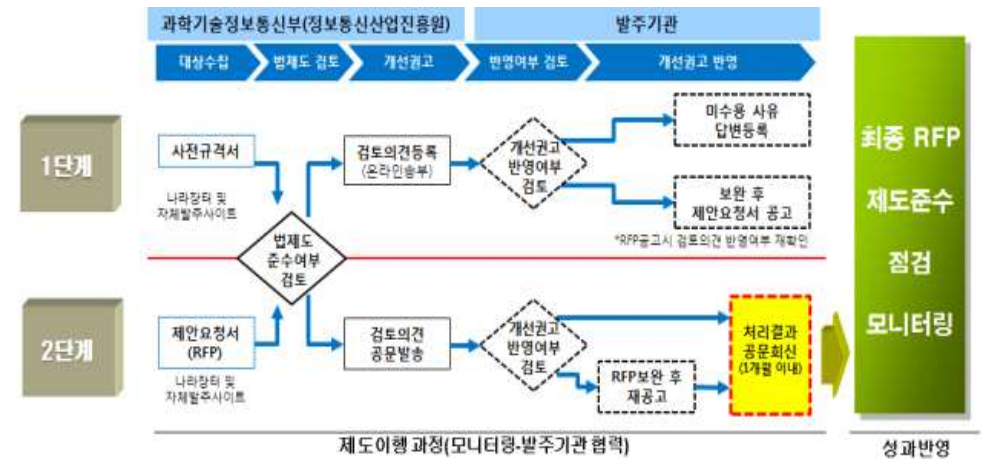 과학기술정보통신부(정보통신산업진흥원)
발주기관
대상수집
법제도 검토
개선권고
반영여부 검토
개선권고 반영
1단계
사전규격서
나라장터 및
자체발주사이트
검토의견등록
(온라인송부)
개선권고
반영여부
검토
미수용 사유
답변등록
보완 후
제안요청서 공고
*RFP공고시 검토의견 반영여부 재확인
법제도
준수여부
검토
2단계
제안요청서
(RFP)
나라장터 및
자체발주사이트
검토의견
공문발송
개선권고
반영여부
검토
RFP보완 후
재공고
처리결과
공문회신
(1개월 이내)
최종 RFP
제도준수
점검
모니터링
제도이행 과정(모니터링-발주기관 협력)
성과반영